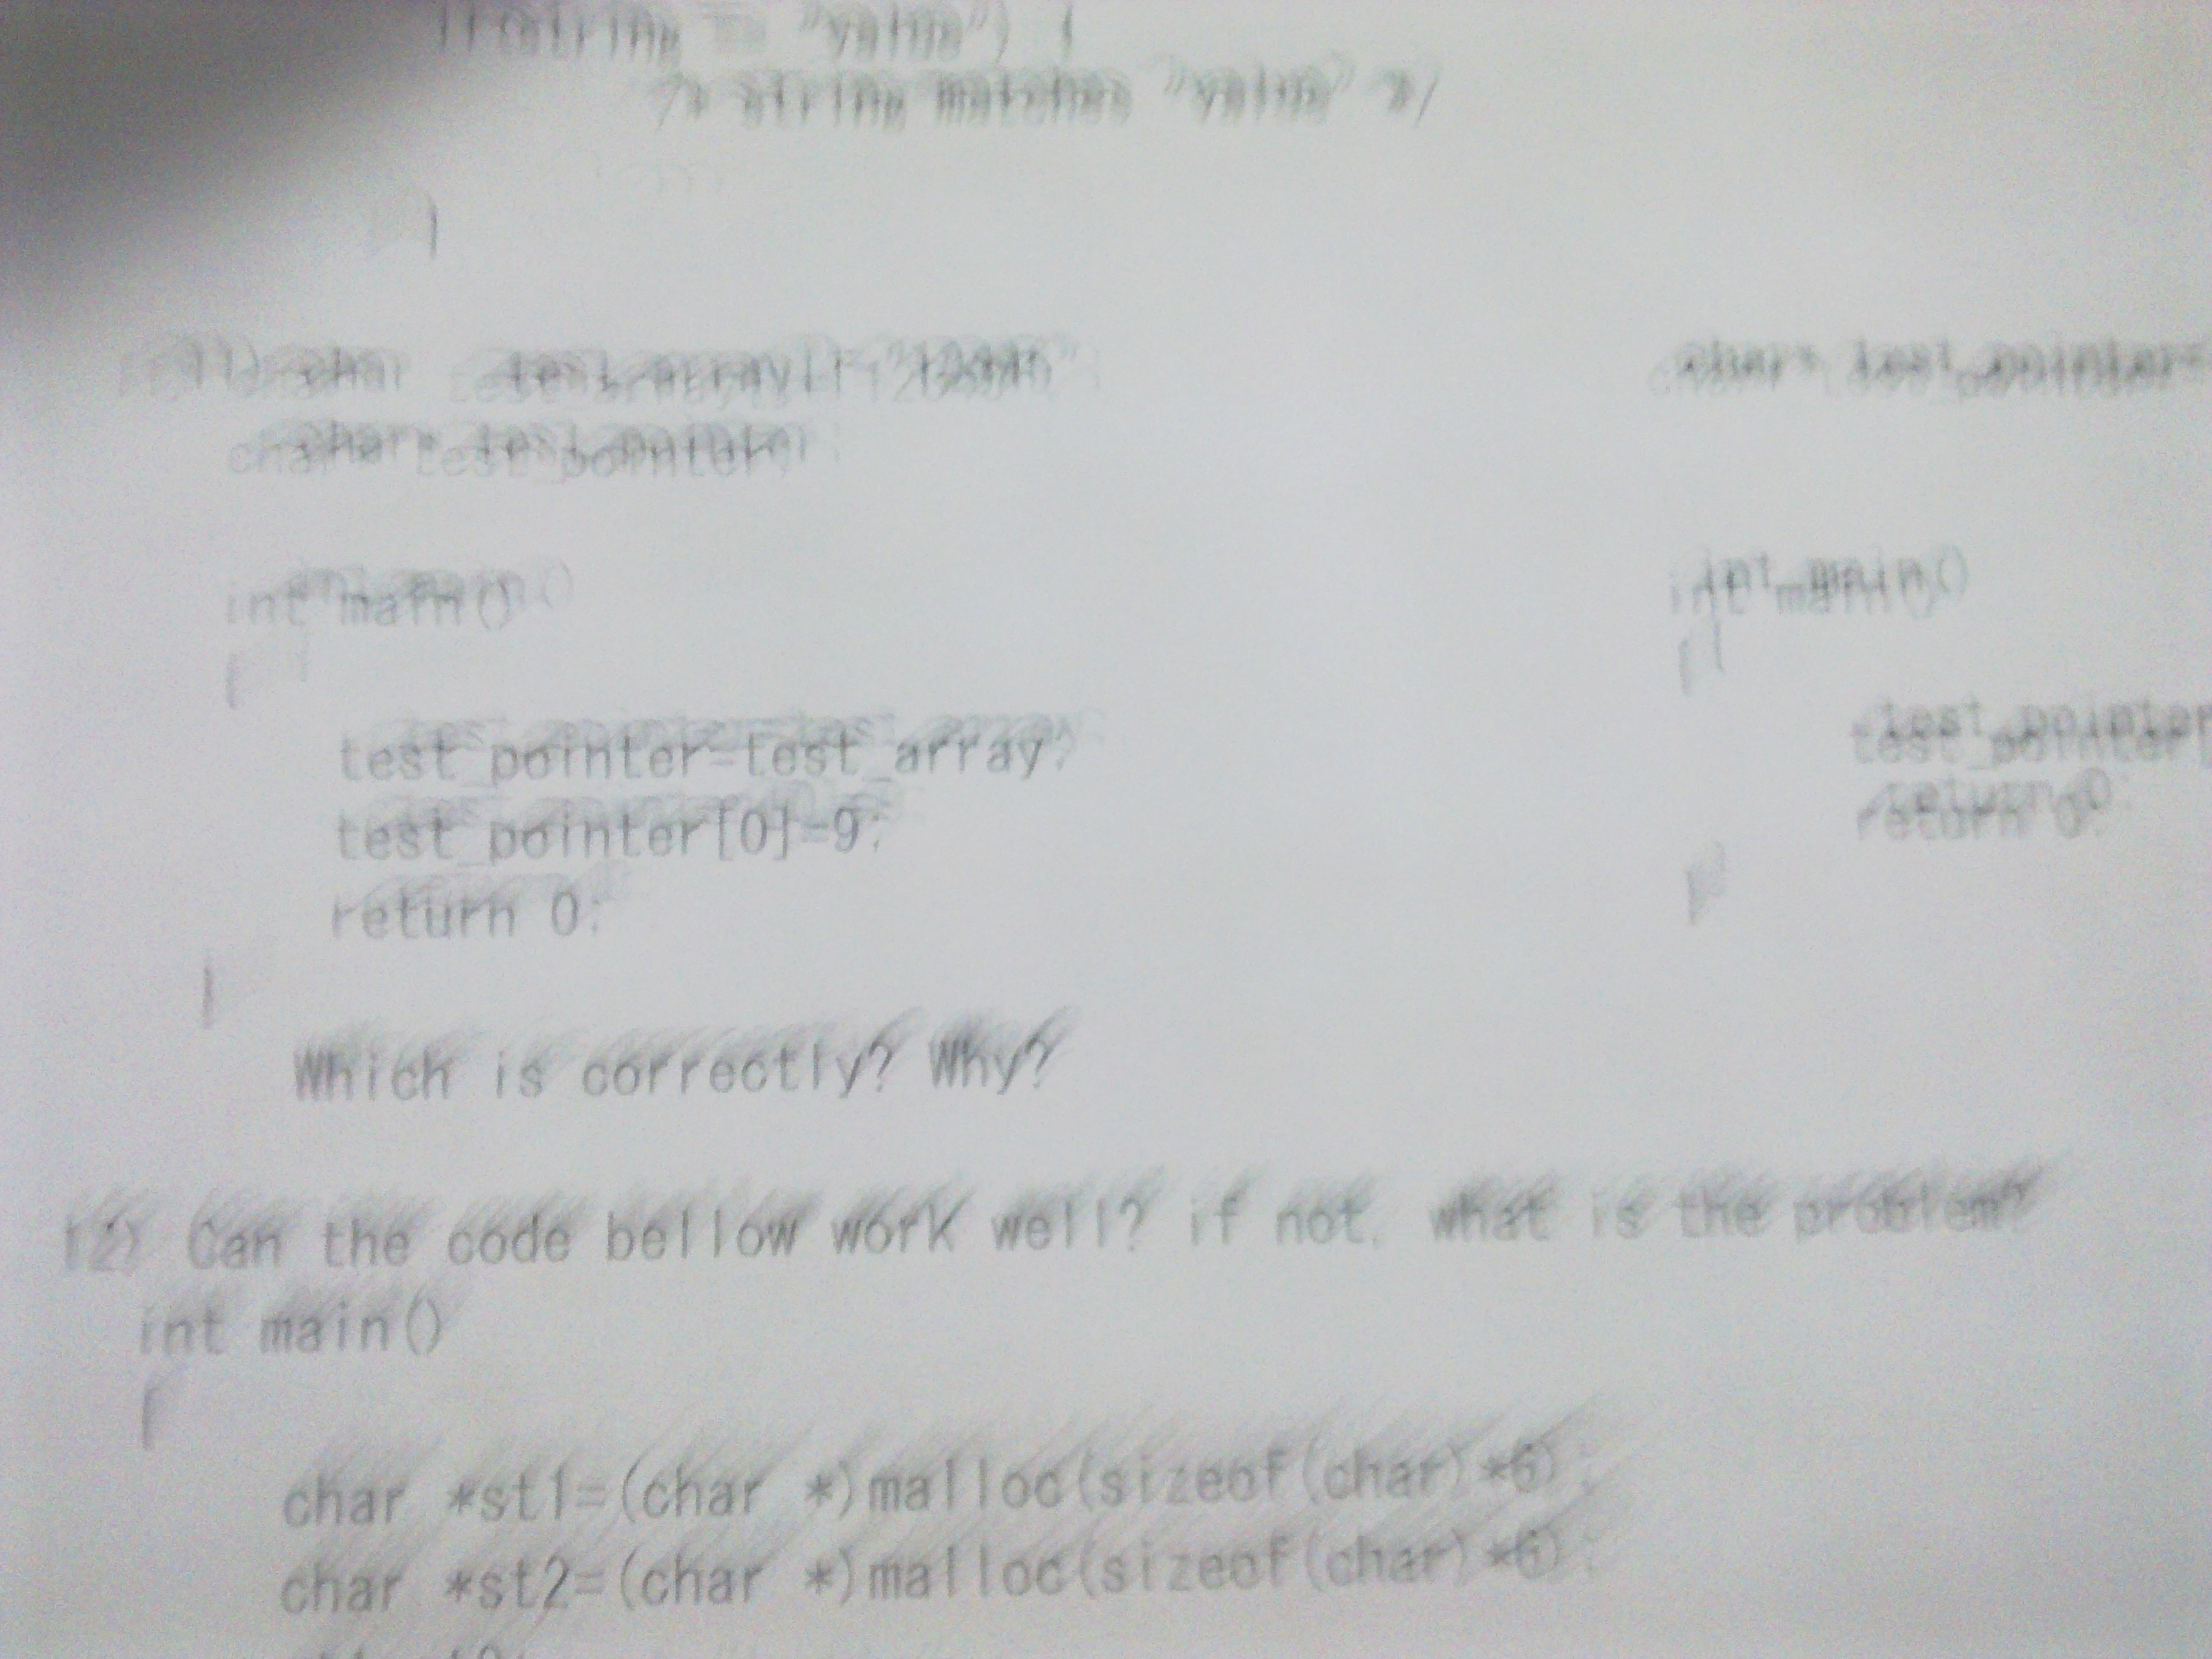 if(string == "value") {
/* string matches "value" */
}
11) char test_array[]="
char* test_pointer;
int main()
{
test_pointer=test_array;
test_pointer[0]=9;
return 0;
}
char* test_pointer=
int main()
{
test_pointer[
return 0;
}
Which is correctly? Why?
12) Can the code bellow work well? if not, what is the problem?
int main()
{
char *st1=(char *)malloc(sizeof(char)*6);
char *st2=(char *)malloc(sizeof(char)*6);